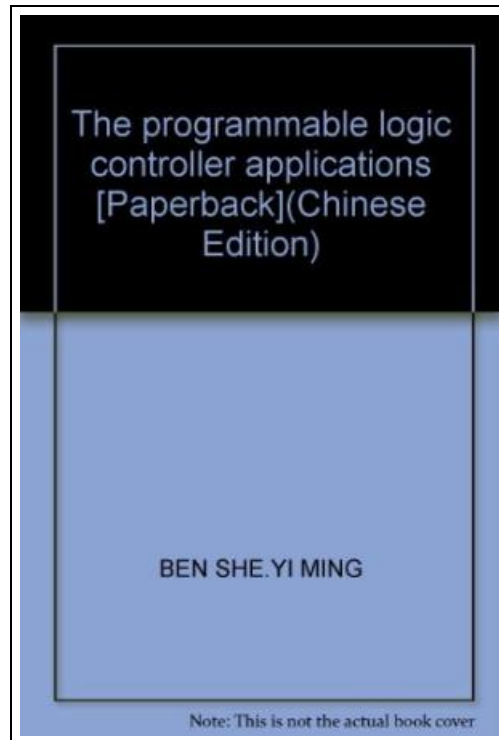 The programmable logic
controller applications
[Paperback](Chinese
Edition)
BEN SHE.YI MING
Note: This is not the actual book cover